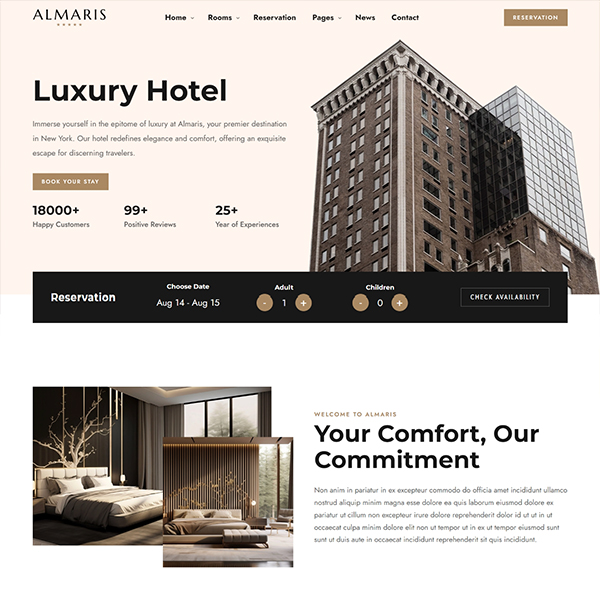 ALMARIS
Home Rooms Reservation Pages News Contact
RESERVATION
Luxury Hotel
Immerse yourself in the epitome of luxury at Almaris, your premier destination
in New York. Our hotel redefines elegance and comfort, offering an exquisite
escape for discerning travelers.
BOOK YOUR STAY
18000+ 99+ 25+
Happy Customers Positive Reviews Year of Experiences
Reservation
Choose Date
Aug 14 - Aug 15
Adult
- 1 +
Children
- 0 +
CHECK AVAILABILITY
WELCOME TO ALMARIS
Your Comfort, Our
Commitment
Non anim in pariatur in ex excepteur commodo do officia amet incididunt ullamco
nostrud aliquip minim magna esse dolore ea quis laborum eiusmod dolore ex
pariatur ut cillum non excepteur irure dolore reprehenderit dolor id ut ut in ut
occaecat culpa minim dolore elit non ut tempor ut in ex ut tempor eiusmod sunt
sunt ut duis aute in occaecat incididunt reprehenderit sit quis incididunt.